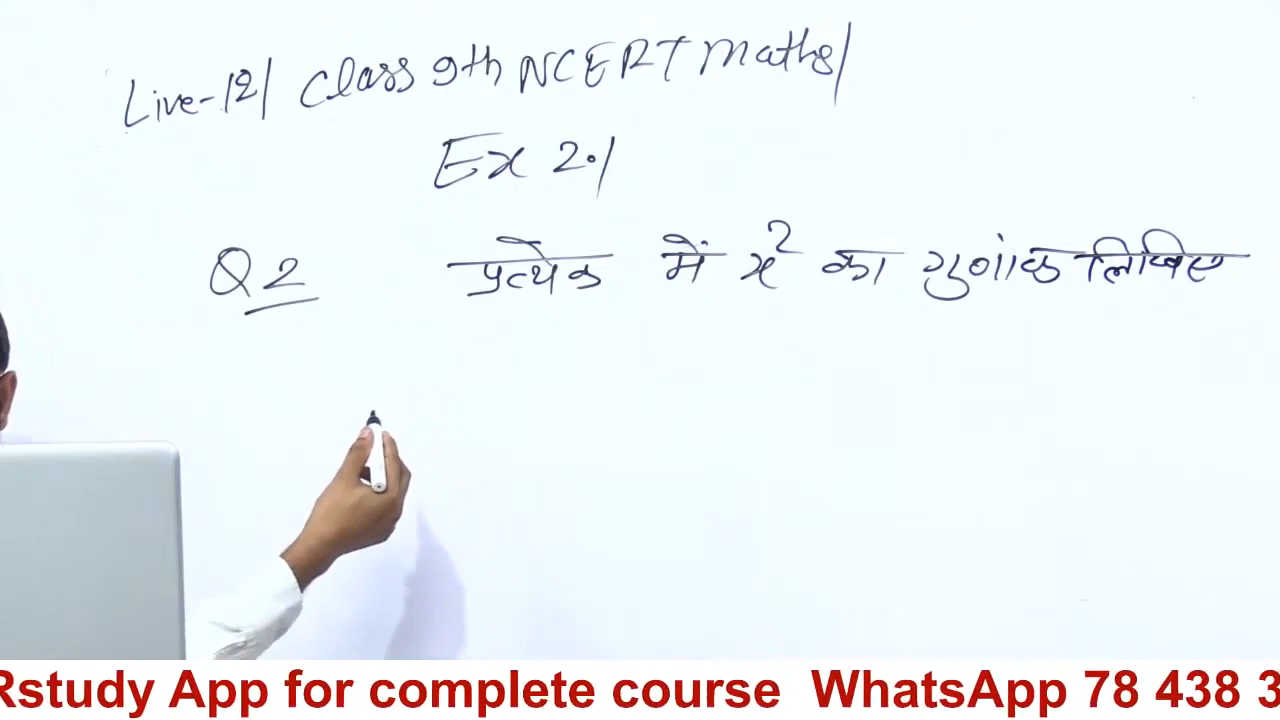 Live-12/ Class 9th NCERT Maths/
Ex 2.1
Q2 प्रत्येक में x² का गुणांक लिखिए
Rstudy App for complete course WhatsApp 78 438 3